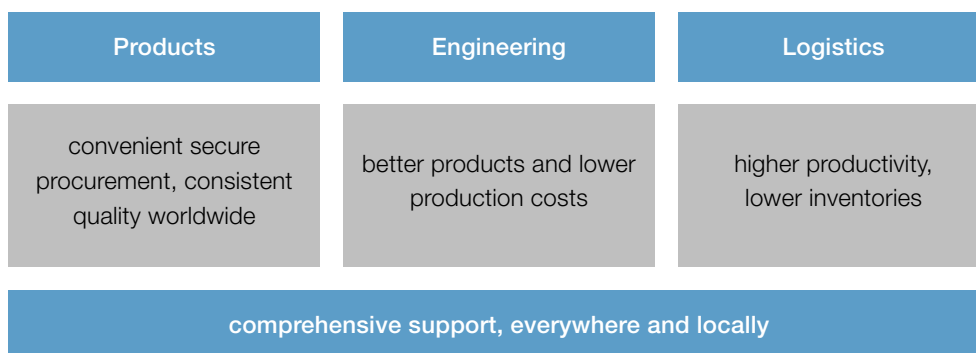 Products
Engineering
Logistics
convenient secure
procurement, consistent
quality worldwide
better products and lower
production costs
higher productivity,
lower inventories
comprehensive support, everywhere and locally